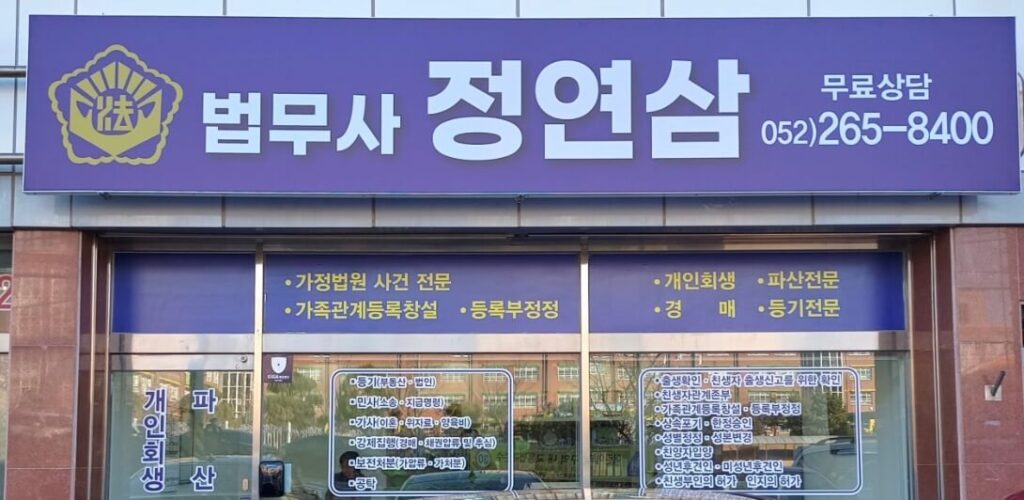 法
법무사 정연삼
무료상담
052)265-8400
•가정법원 사건 전문
•가족관계등록창설 •등록부정정
•개인회생 •파산전문
•경 매 •등기전문
개인회생
파산
•등기(부동산·법인)
•민사(소송·지급명령)
•가사(이혼·위자료·양육비)
•강제집행(경매·채권압류 및 추심)
•보전처분(가압류·가처분)
•공탁
•출생확인·친생자 출생신고를 위한 확인
•친생자관계존부
•가족관계등록창설·등록부정정
•상속포기·한정승인
•성별정정·성본변경
•친양자입양
•성년후견인·미성년후견인
•친생부인의 허가 인지의 허가